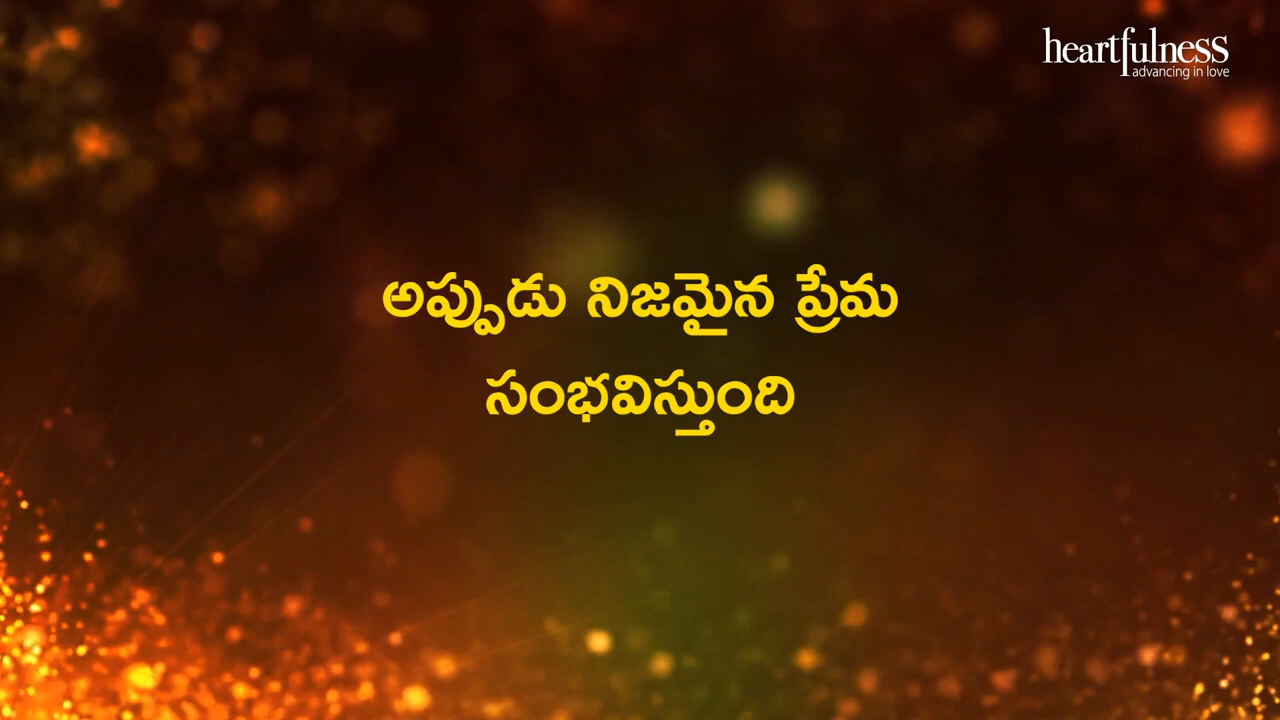 heartfulness
advancing in love
అప్పుడు నిజమైన ప్రేమ
సంభవిస్తుంది